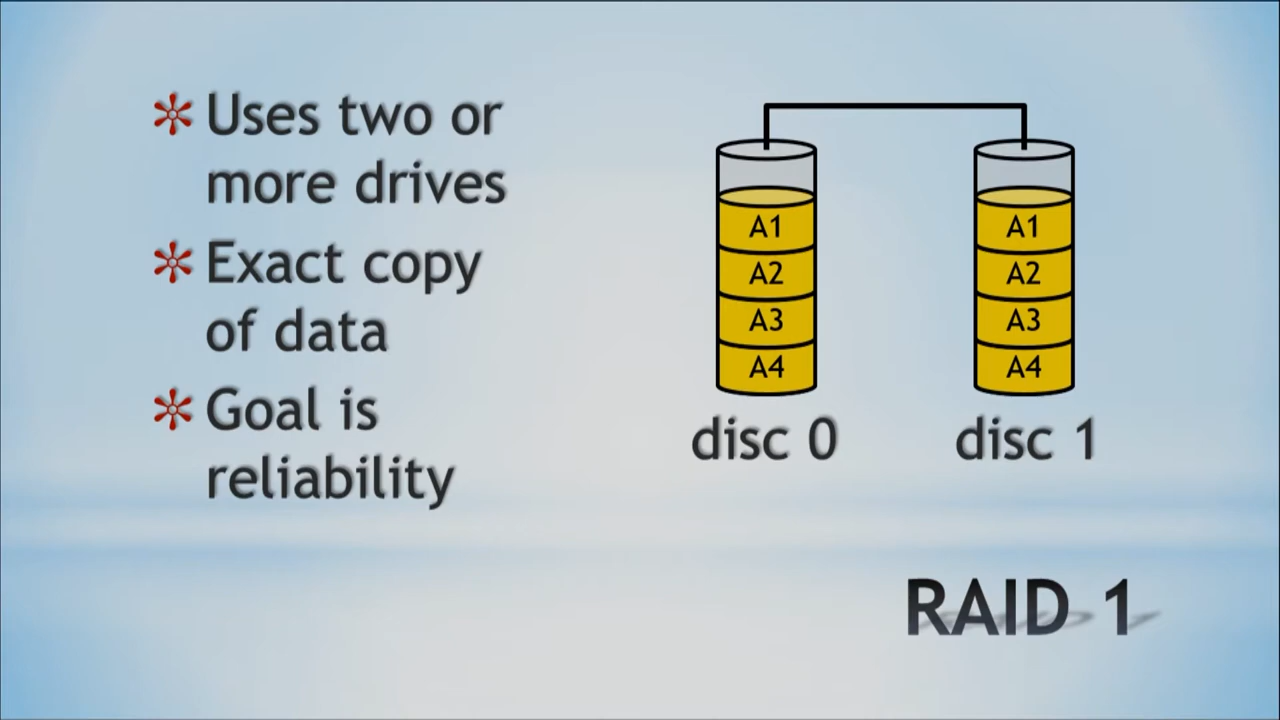 * Uses two or
more drives
* Exact copy
of data
* Goal is
reliability
A1
A2
A3
A4
disc 0
A1
A2
A3
A4
disc 1
RAID 1